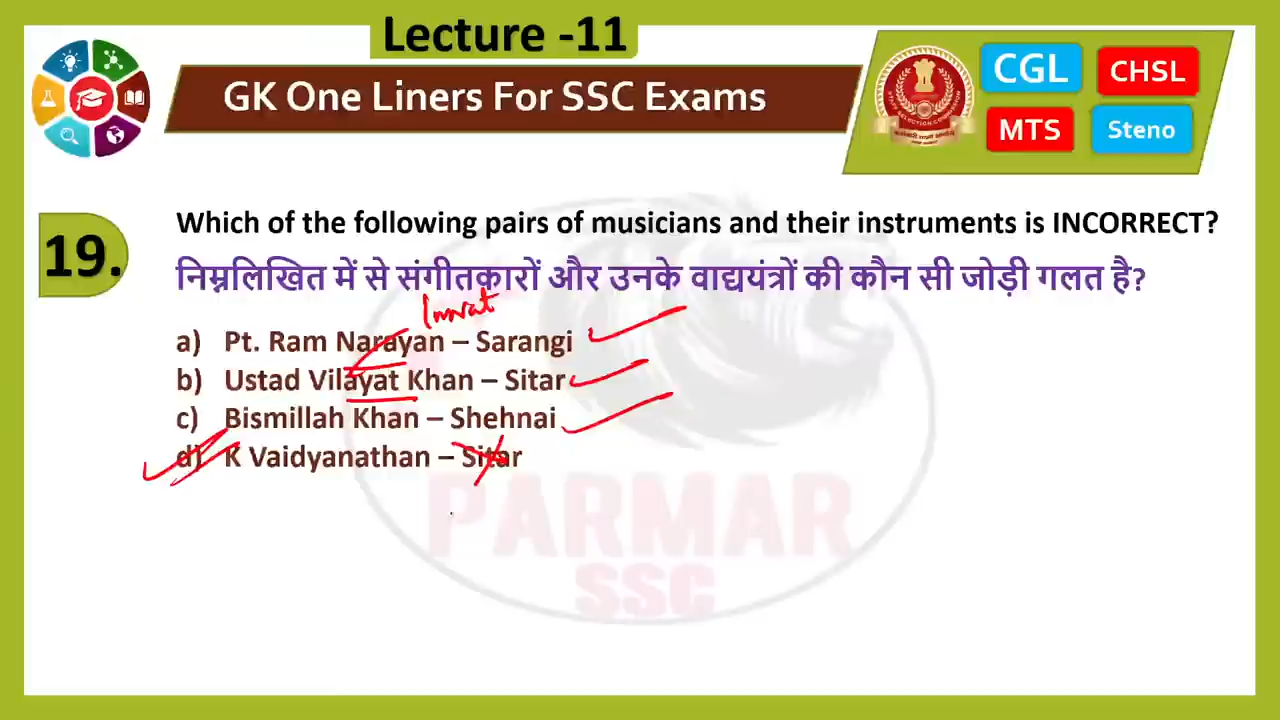 Lecture -11
GK One Liners For SSC Exams
CGL
CHSL
MTS
Steno
19.
Which of the following pairs of musicians and their instruments is INCORRECT?
निम्नलिखित में से संगीतकारों और उनके वाद्ययंत्रों की कौन सी जोड़ी गलत है?
Imrat
a) Pt. Ram Narayan – Sarangi
b) Ustad Vilayat Khan – Sitar
c) Bismillah Khan – Shehnai
d) K Vaidyanathan – Sitar
PARMAR
SSC